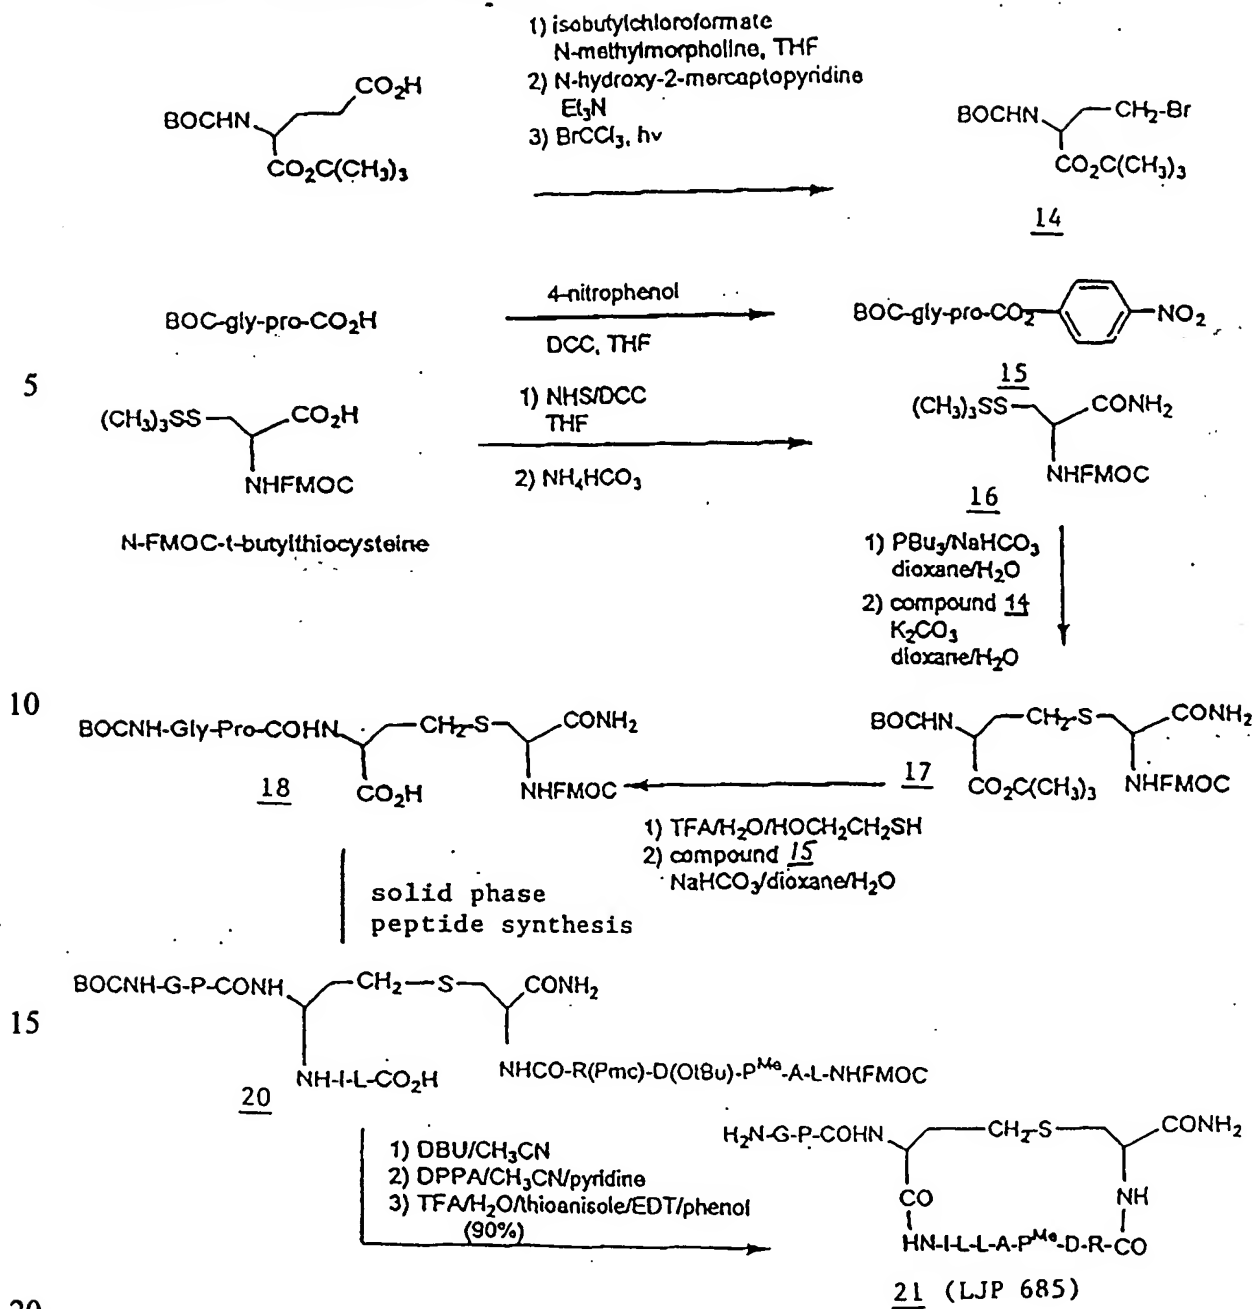 1) isobutylchloroformate
N-methylmorpholine, THF
2) N-hydroxy-2-mercaptopyridine
Et₃N
3) BrCCl₃, hv
CO₂H
BOCHN
CO₂C(CH₃)₃
CH₂-Br
BOCHN
CO₂C(CH₃)₃
14
BOC-gly-pro-CO₂H
4-nitrophenol
DCC, THF
BOC-gly-pro-CO₂
NO₂
15
5
(CH₃)₃SS
CO₂H
NHFMOC
N-FMOC-t-butylthiocysteine
1) NHS/DCC
THF
2) NH₄HCO₃
(CH₃)₃SS
CONH₂
NHFMOC
16
1) PBu₃/NaHCO₃
dioxane/H₂O
2) compound 14
K₂CO₃
dioxane/H₂O
10
BOCNH-Gly-Pro-COHN
CH₂-S
CONH₂
CO₂H
NHFMOC
18
BOCHN
CH₂-S
CONH₂
CO₂C(CH₃)₃
NHFMOC
17
1) TFA/H₂O/HOCH₂CH₂SH
2) compound 15
NaHCO₃/dioxane/H₂O
solid phase
peptide synthesis
BOCNH-G-P-CONH
CH₂-S
CONH₂
15
NH-I-L-CO₂H
NHCO-R(Pmc)-D(OtBu)-Pᴹᵉ-A-L-NHFMOC
20
1) DBU/CH₃CN
2) DPPA/CH₃CN/pyridine
3) TFA/H₂O/thioanisole/EDT/phenol
(90%)
H₂N-G-P-COHN
CH₂-S
CONH₂
CO
NH
HN-I-L-L-A-Pᴹᵉ-D-R-CO
21 (LJP 685)